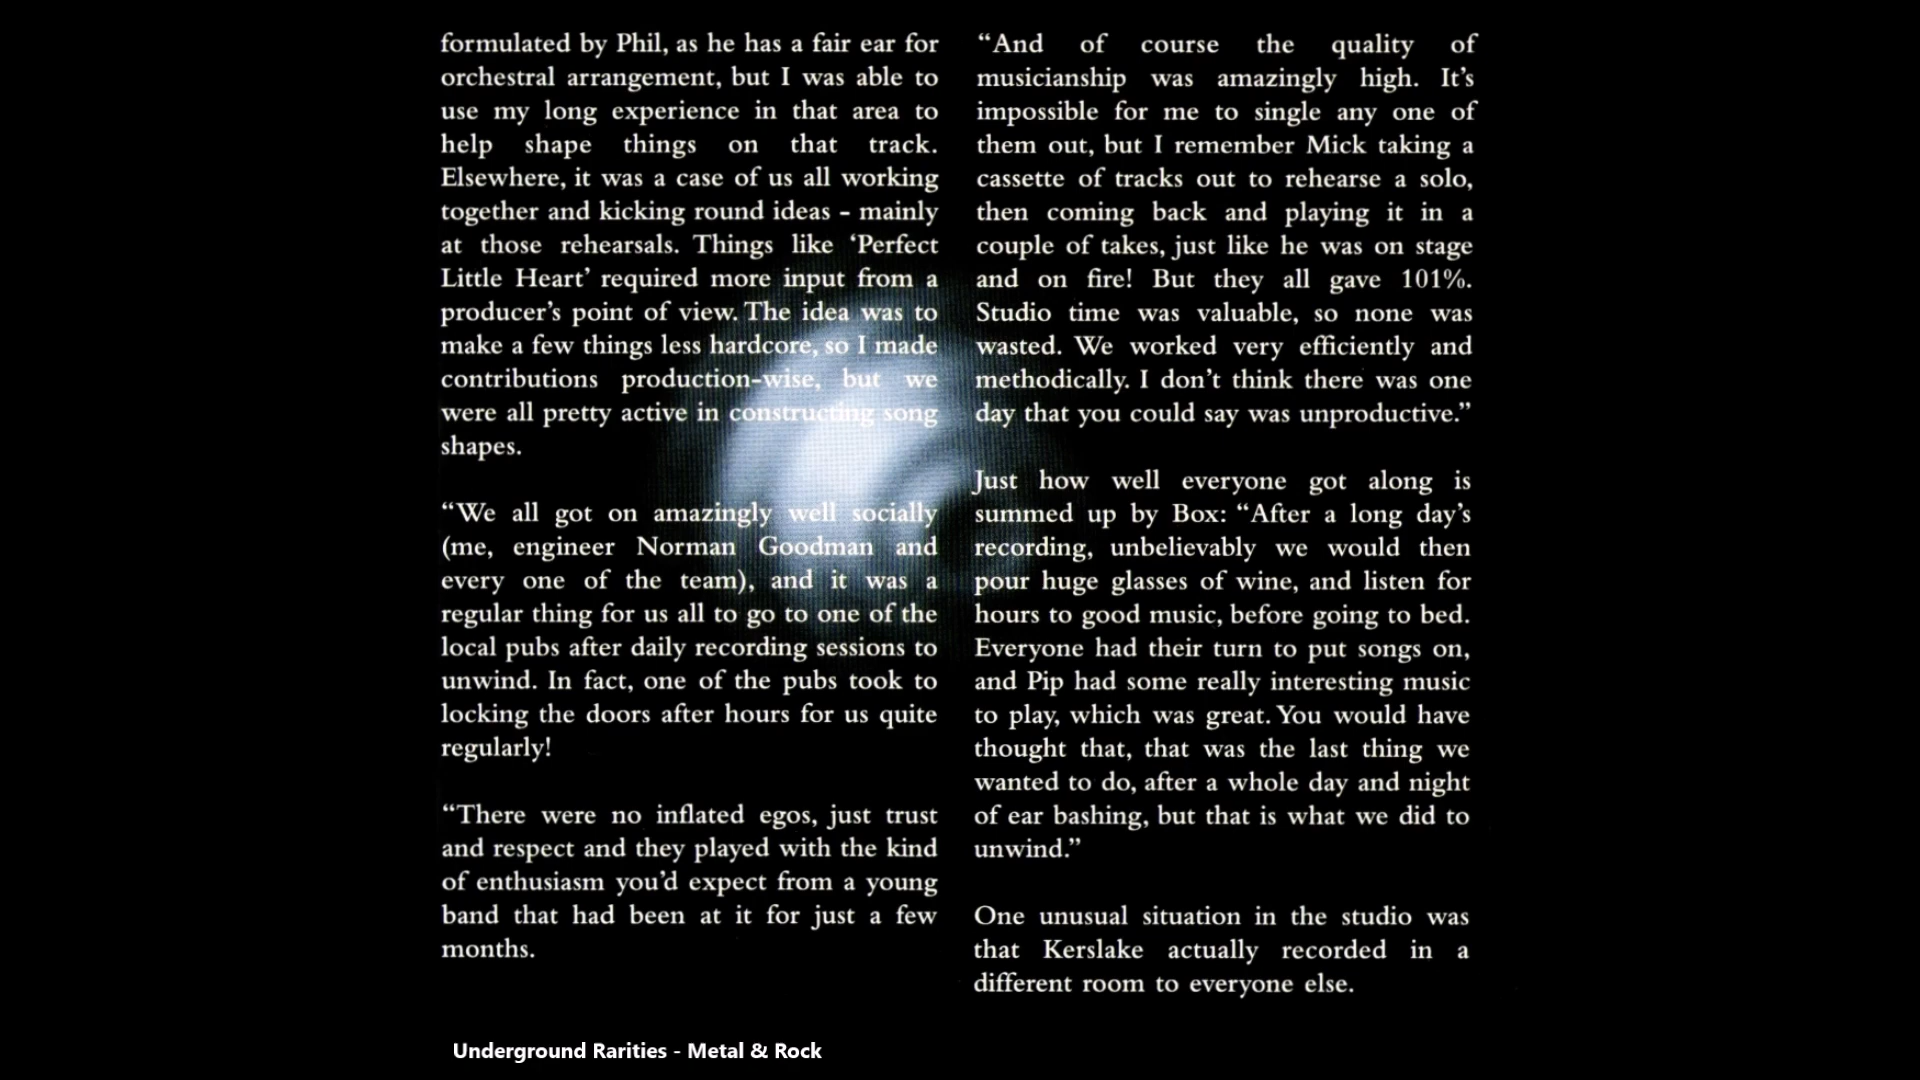 formulated by Phil, as he has a fair ear for
orchestral arrangement, but I was able to
use my long experience in that area to
help shape things on that track.
Elsewhere, it was a case of us all working
together and kicking round ideas - mainly
at those rehearsals. Things like ‘Perfect
Little Heart’ required more input from a
producer’s point of view. The idea was to
make a few things less hardcore, so I made
contributions production-wise, but we
were all pretty active in constructing song
shapes.
“We all got on amazingly well socially
(me, engineer Norman Goodman and
every one of the team), and it was a
regular thing for us all to go to one of the
local pubs after daily recording sessions to
unwind. In fact, one of the pubs took to
locking the doors after hours for us quite
regularly!
“There were no inflated egos, just trust
and respect and they played with the kind
of enthusiasm you’d expect from a young
band that had been at it for just a few
months.
“And of course the quality of
musicianship was amazingly high. It’s
impossible for me to single any one of
them out, but I remember Mick taking a
cassette of tracks out to rehearse a solo,
then coming back and playing it in a
couple of takes, just like he was on stage
and on fire! But they all gave 101%.
Studio time was valuable, so none was
wasted. We worked very efficiently and
methodically. I don’t think there was one
day that you could say was unproductive.”
Just how well everyone got along is
summed up by Box: “After a long day’s
recording, unbelievably we would then
pour huge glasses of wine, and listen for
hours to good music, before going to bed.
Everyone had their turn to put songs on,
and Pip had some really interesting music
to play, which was great. You would have
thought that, that was the last thing we
wanted to do, after a whole day and night
of ear bashing, but that is what we did to
unwind.”
One unusual situation in the studio was
that Kerslake actually recorded in a
different room to everyone else.
Underground Rarities - Metal & Rock